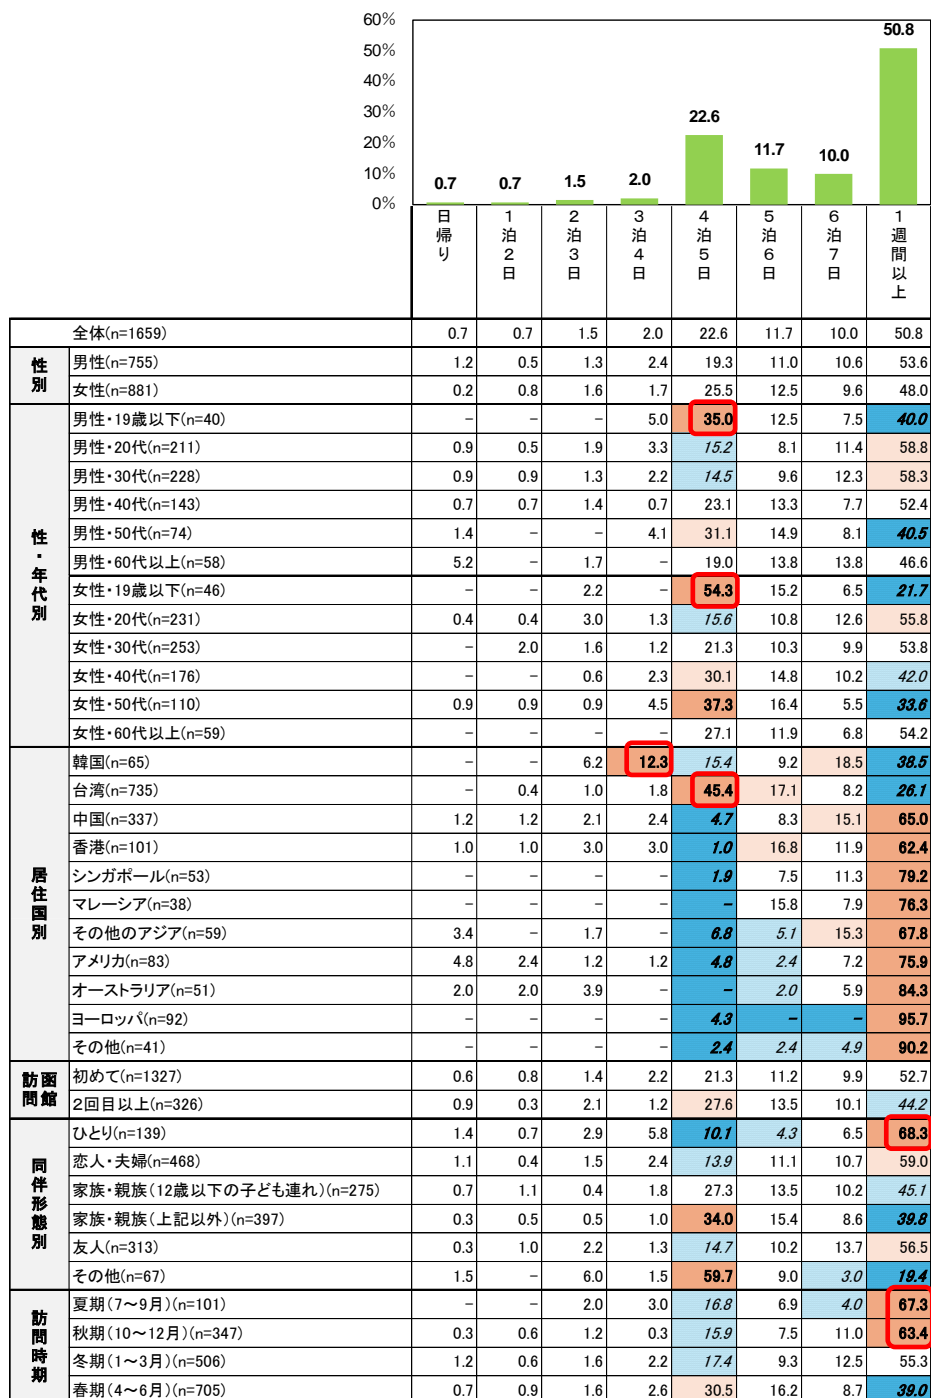 60%
50%
40%
30%
20%
10%
0%
0.7 0.7 1.5 2.0 22.6 11.7 10.0 50.8
日帰り １泊２日 ２泊３日 ３泊４日 ４泊５日 ５泊６日 ６泊７日 １週間以上
全体(n=1659) 0.7 0.7 1.5 2.0 22.6 11.7 10.0 50.8
性別
男性(n=755) 1.2 0.5 1.3 2.4 19.3 11.0 10.6 53.6
女性(n=881) 0.2 0.8 1.6 1.7 25.5 12.5 9.6 48.0
性・年代別
男性・19歳以下(n=40) − − − 5.0 35.0 12.5 7.5 40.0
男性・20代(n=211) 0.9 0.5 1.9 3.3 15.2 8.1 11.4 58.8
男性・30代(n=228) 0.9 0.9 1.3 2.2 14.5 9.6 12.3 58.3
男性・40代(n=143) 0.7 0.7 1.4 0.7 23.1 13.3 7.7 52.4
男性・50代(n=74) 1.4 − − 4.1 31.1 14.9 8.1 40.5
男性・60代以上(n=58) 5.2 − 1.7 − 19.0 13.8 13.8 46.6
女性・19歳以下(n=46) − − 2.2 − 54.3 15.2 6.5 21.7
女性・20代(n=231) 0.4 0.4 3.0 1.3 15.6 10.8 12.6 55.8
女性・30代(n=253) − 2.0 1.6 1.2 21.3 10.3 9.9 53.8
女性・40代(n=176) − − 0.6 2.3 30.1 14.8 10.2 42.0
女性・50代(n=110) 0.9 0.9 0.9 4.5 37.3 16.4 5.5 33.6
女性・60代以上(n=59) − − − − 27.1 11.9 6.8 54.2
居住国別
韓国(n=65) − − 6.2 12.3 15.4 9.2 18.5 38.5
台湾(n=735) − 0.4 1.0 1.8 45.4 17.1 8.2 26.1
中国(n=337) 1.2 1.2 2.1 2.4 4.7 8.3 15.1 65.0
香港(n=101) 1.0 1.0 3.0 3.0 1.0 16.8 11.9 62.4
シンガポール(n=53) − − − − 1.9 7.5 11.3 79.2
マレーシア(n=38) − − − − − 15.8 7.9 76.3
その他のアジア(n=59) 3.4 − 1.7 − 6.8 5.1 15.3 67.8
アメリカ(n=83) 4.8 2.4 1.2 1.2 4.8 2.4 7.2 75.9
オーストラリア(n=51) 2.0 2.0 3.9 − − 2.0 5.9 84.3
ヨーロッパ(n=92) − − − − 4.3 − − 95.7
その他(n=41) − − − − 2.4 2.4 4.9 90.2
函館訪問
初めて(n=1327) 0.6 0.8 1.4 2.2 21.3 11.2 9.9 52.7
２回目以上(n=326) 0.9 0.3 2.1 1.2 27.6 13.5 10.1 44.2
同伴形態別
ひとり(n=139) 1.4 0.7 2.9 5.8 10.1 4.3 6.5 68.3
恋人・夫婦(n=468) 1.1 0.4 1.5 2.4 13.9 11.1 10.7 59.0
家族・親族（12歳以下の子ども連れ）(n=275) 0.7 1.1 0.4 1.8 27.3 13.5 10.2 45.1
家族・親族（上記以外）(n=397) 0.3 0.5 0.5 1.0 34.0 15.4 8.6 39.8
友人(n=313) 0.3 1.0 2.2 1.3 14.7 10.2 13.7 56.5
その他(n=67) 1.5 − 6.0 1.5 59.7 9.0 3.0 19.4
訪問時期
夏期（7～9月）(n=101) − − 2.0 3.0 16.8 6.9 4.0 67.3
秋期（10～12月）(n=347) 0.3 0.6 1.2 0.3 15.9 7.5 11.0 63.4
冬期（1～3月）(n=506) 1.2 0.6 1.6 2.2 17.4 9.3 12.5 55.3
春期（4～6月）(n=705) 0.7 0.9 1.6 2.6 30.5 16.2 8.7 39.0